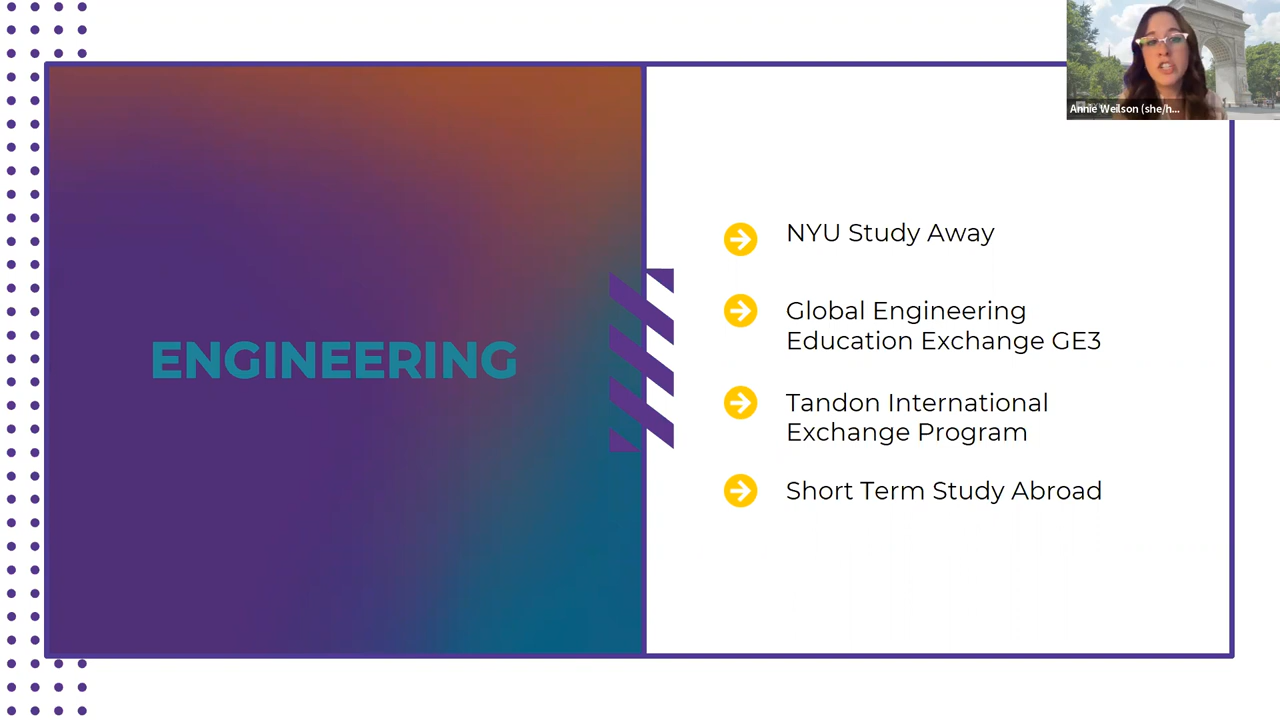 Annie Weilson (she/h...
ENGINEERING
NYU Study Away
Global Engineering
Education Exchange GE3
Tandon International
Exchange Program
Short Term Study Abroad